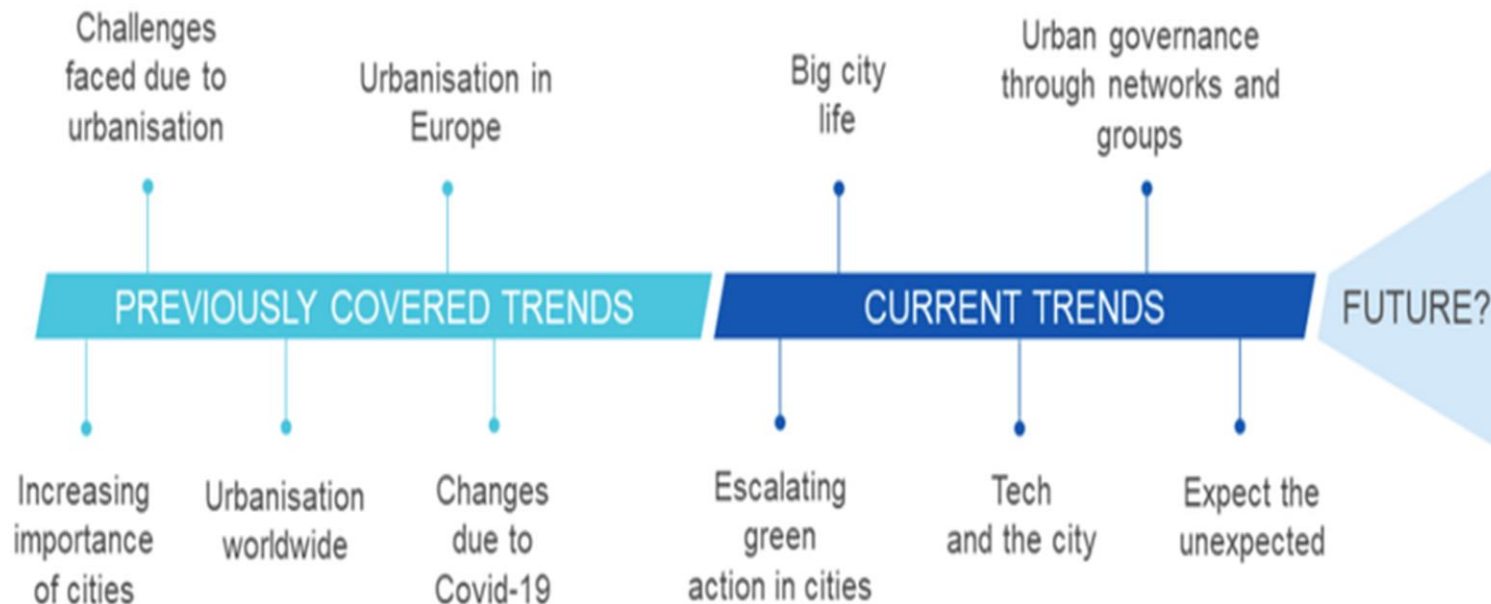 Challenges
faced due to
urbanisation
Urbanisation in
Europe
Big city
life
Urban governance
through networks and
groups
PREVIOUSLY COVERED TRENDS
CURRENT TRENDS
FUTURE?
Increasing
importance
of cities
Urbanisation
worldwide
Changes
due to
Covid-19
Escalating
green
action in cities
Tech
and the city
Expect the
unexpected